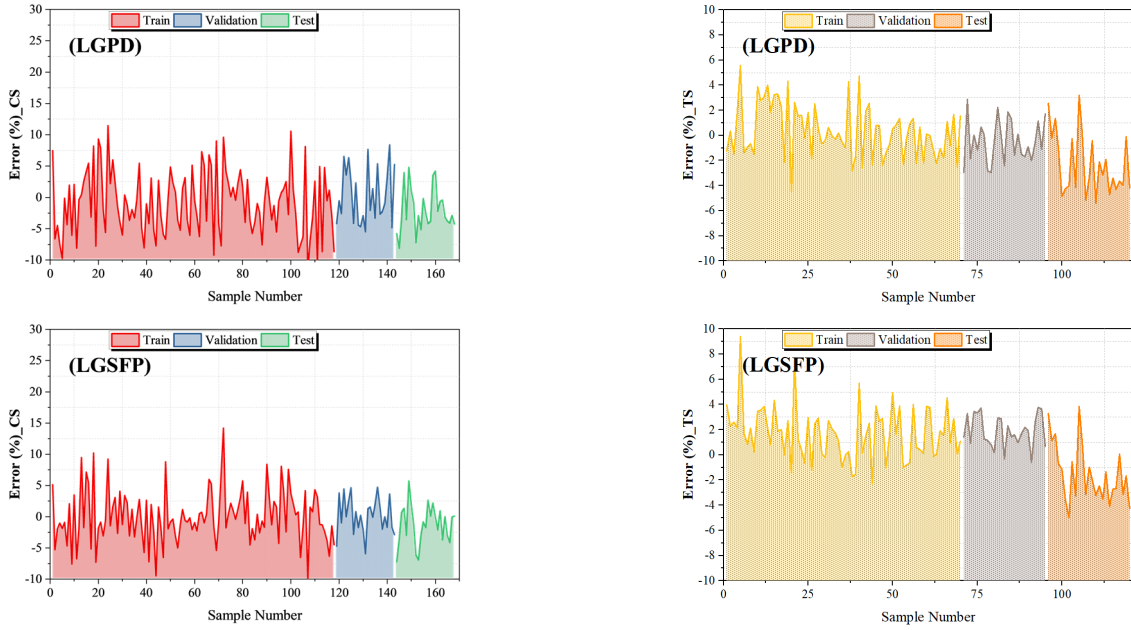 Train Validation Test
(LGPD)
30
25
20
15
10
5
0
-5
-10
Error (%)_CS
0 20 40 60 80 100 120 140 160
Sample Number
Train Validation Test
(LGPD)
10
8
6
4
2
0
-2
-4
-6
-8
-10
Error (%)_TS
0 25 50 75 100
Sample Number
Train Validation Test
(LGSFP)
30
25
20
15
10
5
0
-5
-10
Error (%)_CS
0 20 40 60 80 100 120 140 160
Sample Number
Train Validation Test
(LGSFP)
10
8
6
4
2
0
-2
-4
-6
-8
-10
Error (%)_TS
0 25 50 75 100
Sample Number